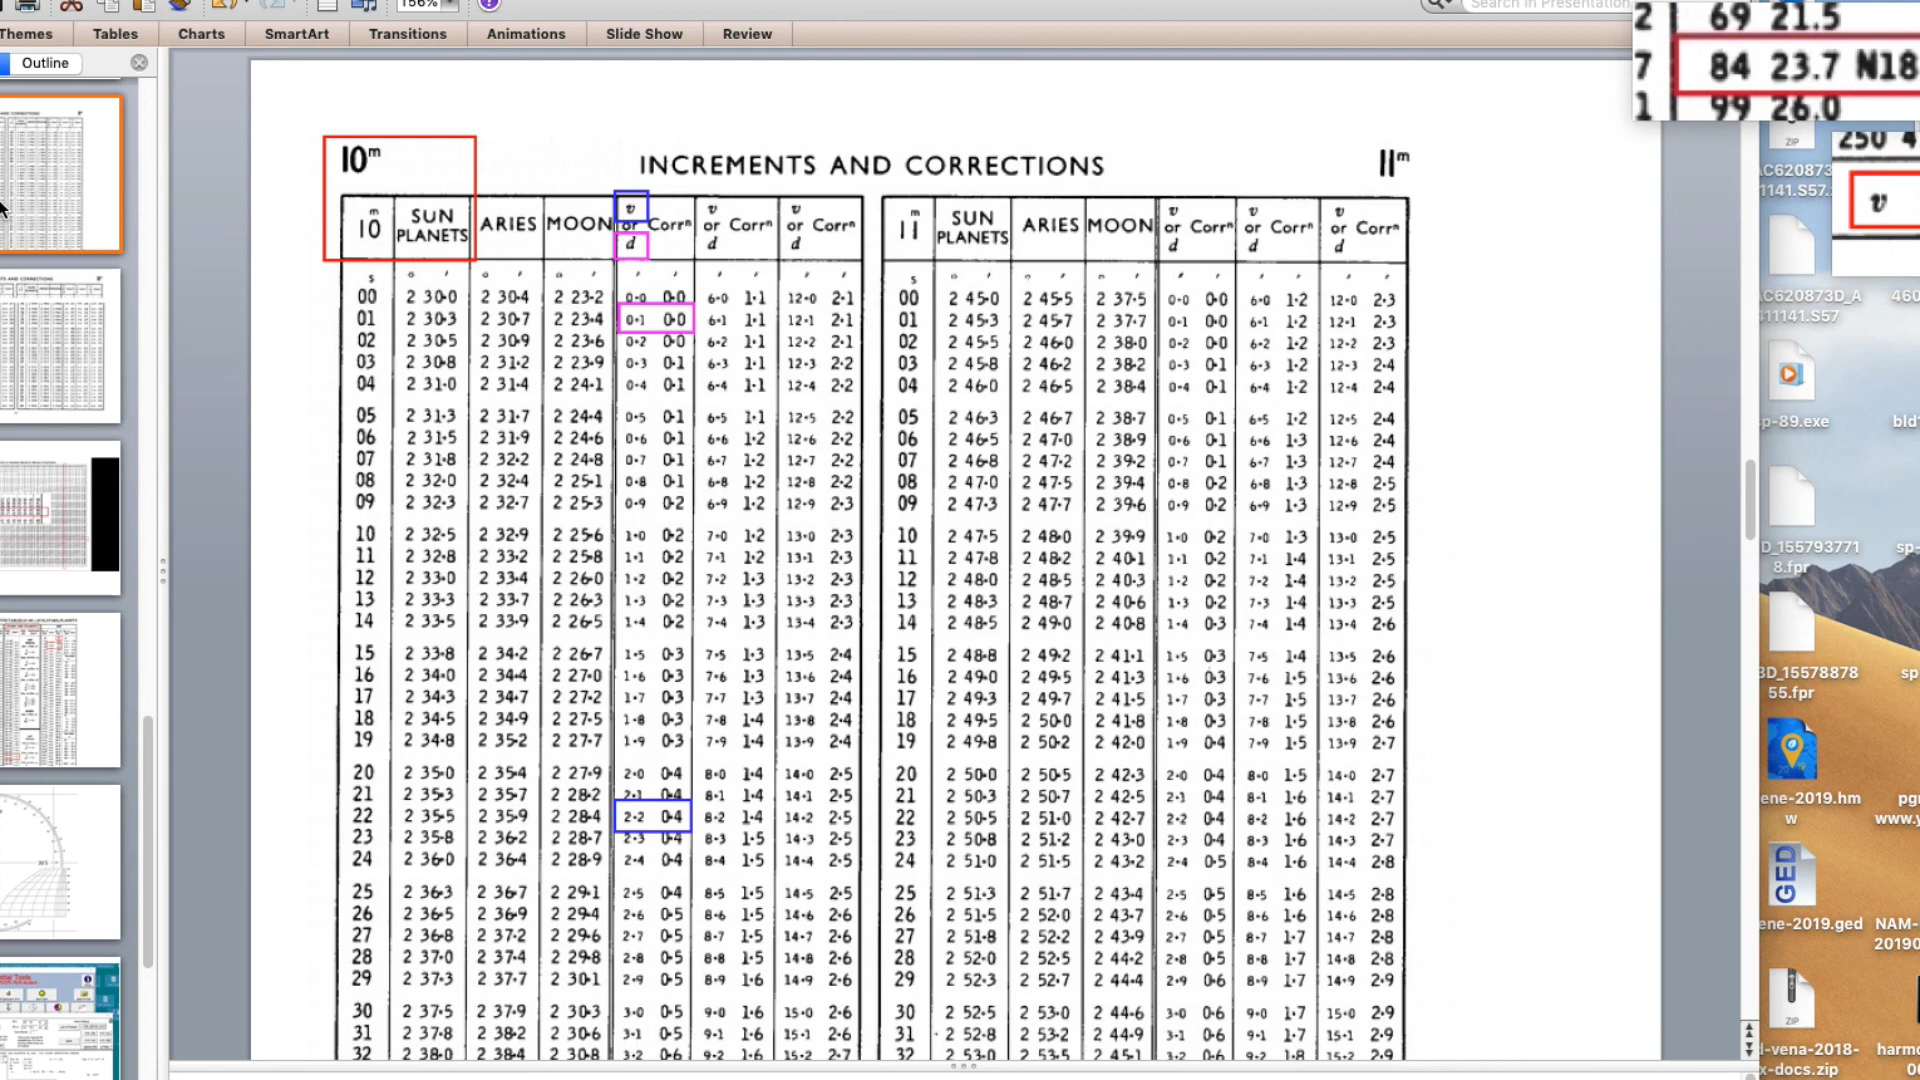 156%
Search in Presentation
Themes Tables Charts SmartArt Transitions Animations Slide Show Review
Outline
10ᵐ INCREMENTS AND CORRECTIONS 11ᵐ
m 10 SUN PLANETS ARIES MOON v or d Corrⁿ v or d Corrⁿ v or d Corrⁿ m 11 SUN PLANETS ARIES MOON v or d Corrⁿ v or d Corrⁿ v or d Corrⁿ
s ° ′ ° ′ ° ′ ′ ′ ′ ′ ′ ′ s ° ′ ° ′ ° ′ ′ ′ ′ ′ ′ ′
00 2 30·0 2 30·4 2 23·2 0·0 0·0 6·0 1·1 12·0 2·1 00 2 45·0 2 45·5 2 37·5 0·0 0·0 6·0 1·2 12·0 2·3
01 2 30·3 2 30·7 2 23·4 0·1 0·0 6·1 1·1 12·1 2·1 01 2 45·3 2 45·7 2 37·7 0·1 0·0 6·1 1·2 12·1 2·3
02 2 30·5 2 30·9 2 23·6 0·2 0·0 6·2 1·1 12·2 2·1 02 2 45·5 2 46·0 2 38·0 0·2 0·0 6·2 1·2 12·2 2·3
03 2 30·8 2 31·2 2 23·9 0·3 0·1 6·3 1·1 12·3 2·2 03 2 45·8 2 46·2 2 38·2 0·3 0·1 6·3 1·2 12·3 2·4
04 2 31·0 2 31·4 2 24·1 0·4 0·1 6·4 1·1 12·4 2·2 04 2 46·0 2 46·5 2 38·4 0·4 0·1 6·4 1·2 12·4 2·4
05 2 31·3 2 31·7 2 24·4 0·5 0·1 6·5 1·1 12·5 2·2 05 2 46·3 2 46·7 2 38·7 0·5 0·1 6·5 1·2 12·5 2·4
06 2 31·5 2 31·9 2 24·6 0·6 0·1 6·6 1·2 12·6 2·2 06 2 46·5 2 47·0 2 38·9 0·6 0·1 6·6 1·3 12·6 2·4
07 2 31·8 2 32·2 2 24·8 0·7 0·1 6·7 1·2 12·7 2·2 07 2 46·8 2 47·2 2 39·2 0·7 0·1 6·7 1·3 12·7 2·4
08 2 32·0 2 32·4 2 25·1 0·8 0·1 6·8 1·2 12·8 2·2 08 2 47·0 2 47·5 2 39·4 0·8 0·2 6·8 1·3 12·8 2·5
09 2 32·3 2 32·7 2 25·3 0·9 0·2 6·9 1·2 12·9 2·3 09 2 47·3 2 47·7 2 39·6 0·9 0·2 6·9 1·3 12·9 2·5
10 2 32·5 2 32·9 2 25·6 1·0 0·2 7·0 1·2 13·0 2·3 10 2 47·5 2 48·0 2 39·9 1·0 0·2 7·0 1·3 13·0 2·5
11 2 32·8 2 33·2 2 25·8 1·1 0·2 7·1 1·2 13·1 2·3 11 2 47·8 2 48·2 2 40·1 1·1 0·2 7·1 1·4 13·1 2·5
12 2 33·0 2 33·4 2 26·0 1·2 0·2 7·2 1·3 13·2 2·3 12 2 48·0 2 48·5 2 40·3 1·2 0·2 7·2 1·4 13·2 2·5
13 2 33·3 2 33·7 2 26·3 1·3 0·2 7·3 1·3 13·3 2·3 13 2 48·3 2 48·7 2 40·6 1·3 0·2 7·3 1·4 13·3 2·5
14 2 33·5 2 33·9 2 26·5 1·4 0·2 7·4 1·3 13·4 2·3 14 2 48·5 2 49·0 2 40·8 1·4 0·3 7·4 1·4 13·4 2·6
15 2 33·8 2 34·2 2 26·7 1·5 0·3 7·5 1·3 13·5 2·4 15 2 48·8 2 49·2 2 41·1 1·5 0·3 7·5 1·4 13·5 2·6
16 2 34·0 2 34·4 2 27·0 1·6 0·3 7·6 1·3 13·6 2·4 16 2 49·0 2 49·5 2 41·3 1·6 0·3 7·6 1·5 13·6 2·6
17 2 34·3 2 34·7 2 27·2 1·7 0·3 7·7 1·3 13·7 2·4 17 2 49·3 2 49·7 2 41·5 1·7 0·3 7·7 1·5 13·7 2·6
18 2 34·5 2 34·9 2 27·5 1·8 0·3 7·8 1·4 13·8 2·4 18 2 49·5 2 50·0 2 41·8 1·8 0·3 7·8 1·5 13·8 2·6
19 2 34·8 2 35·2 2 27·7 1·9 0·3 7·9 1·4 13·9 2·4 19 2 49·8 2 50·2 2 42·0 1·9 0·4 7·9 1·5 13·9 2·7
20 2 35·0 2 35·4 2 27·9 2·0 0·4 8·0 1·4 14·0 2·5 20 2 50·0 2 50·5 2 42·3 2·0 0·4 8·0 1·5 14·0 2·7
21 2 35·3 2 35·7 2 28·2 2·1 0·4 8·1 1·4 14·1 2·5 21 2 50·3 2 50·7 2 42·5 2·1 0·4 8·1 1·6 14·1 2·7
22 2 35·5 2 35·9 2 28·4 2·2 0·4 8·2 1·4 14·2 2·5 22 2 50·5 2 51·0 2 42·7 2·2 0·4 8·2 1·6 14·2 2·7
23 2 35·8 2 36·2 2 28·7 2·3 0·4 8·3 1·5 14·3 2·5 23 2 50·8 2 51·2 2 43·0 2·3 0·4 8·3 1·6 14·3 2·7
24 2 36·0 2 36·4 2 28·9 2·4 0·4 8·4 1·5 14·4 2·5 24 2 51·0 2 51·5 2 43·2 2·4 0·5 8·4 1·6 14·4 2·8
25 2 36·3 2 36·7 2 29·1 2·5 0·4 8·5 1·5 14·5 2·5 25 2 51·3 2 51·7 2 43·4 2·5 0·5 8·5 1·6 14·5 2·8
26 2 36·5 2 36·9 2 29·4 2·6 0·5 8·6 1·5 14·6 2·6 26 2 51·5 2 52·0 2 43·7 2·6 0·5 8·6 1·6 14·6 2·8
27 2 36·8 2 37·2 2 29·6 2·7 0·5 8·7 1·5 14·7 2·6 27 2 51·8 2 52·2 2 43·9 2·7 0·5 8·7 1·7 14·7 2·8
28 2 37·0 2 37·4 2 29·8 2·8 0·5 8·8 1·5 14·8 2·6 28 2 52·0 2 52·5 2 44·2 2·8 0·5 8·8 1·7 14·8 2·8
29 2 37·3 2 37·7 2 30·1 2·9 0·5 8·9 1·6 14·9 2·6 29 2 52·3 2 52·7 2 44·4 2·9 0·6 8·9 1·7 14·9 2·9
30 2 37·5 2 37·9 2 30·3 3·0 0·5 9·0 1·6 15·0 2·6 30 2 52·5 2 53·0 2 44·6 3·0 0·6 9·0 1·7 15·0 2·9
31 2 37·8 2 38·2 2 30·6 3·1 0·5 9·1 1·6 15·1 2·6 31 2 52·8 2 53·2 2 44·9 3·1 0·6 9·1 1·7 15·1 2·9
32 2 38·0 2 38·4 2 30·8 3·2 0·6 9·2 1·6 15·2 2·7 32 2 53·0 2 53·5 2 45·1 3·2 0·6 9·2 1·8 15·2 2·9
2 69 21.5
7 84 23.7 N18
1 99 26.0
250 4
v
ZIP
AC620873D_A 460
411141.S57
sp-89.exe bld
D_155793771 sp-
8.fpr
3D_15578878 sp
55.fpr
ene-2019.hm pgr
w www.y
GED
ene-2019.ged NAM-
20190
ZIP
d-vena-2018- harmo
x-docs.zip